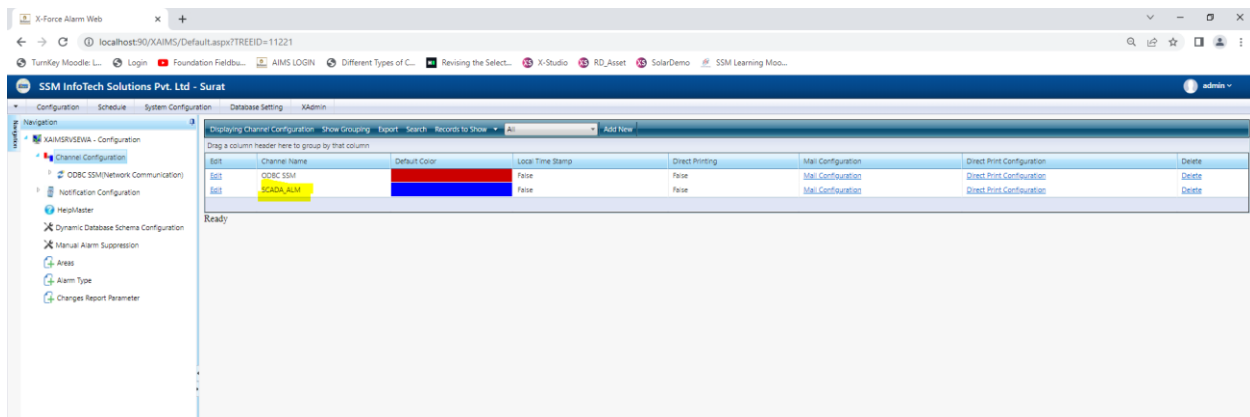 X-Force Alarm Web
localhost:90/XAIMS/Default.aspx?TREEID=11221
TurnKey Moodle: L... Login Foundation Fieldbu... AIMS LOGIN Different Types of C... Revising the Select... X-Studio RD_Asset SolarDemo SSM Learning Moo...
SSM InfoTech Solutions Pvt. Ltd - Surat admin
Configuration Schedule System Configuration Database Setting XAdmin
Navigation
Navigation
Displaying Channel Configuration Show Grouping Export Search Records to Show All Add New
XAIMSRVSEWA - Configuration
Drag a column header here to group by that column
Channel Configuration
Edit Channel Name Default Color Local Time Stamp Direct Printing Mail Configuration Direct Print Configuration Delete
ODBC SSM(Network Communication)
Edit ODBC SSM False False Mail Configuration Direct Print Configuration Delete
Notification Configuration
Edit SCADA_ALM False False Mail Configuration Direct Print Configuration Delete
HelpMaster
Ready
Dynamic Database Schema Configuration
Manual Alarm Suppression
Areas
Alarm Type
Changes Report Parameter